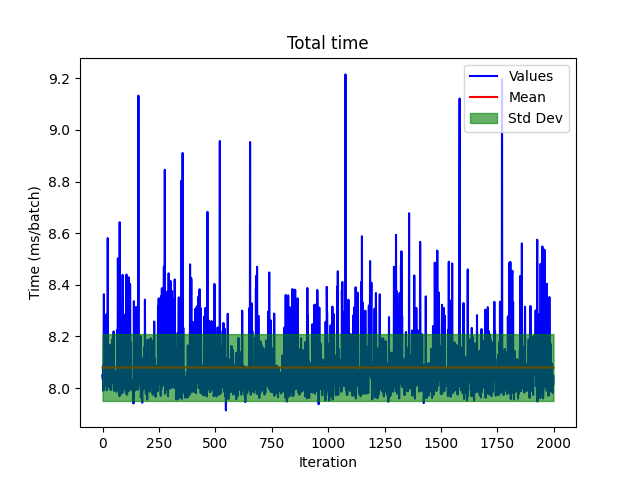 Total time
Values
Mean
Std Dev
Time (ms/batch)
9.2
9.0
8.8
8.6
8.4
8.2
8.0
0 250 500 750 1000 1250 1500 1750 2000
Iteration